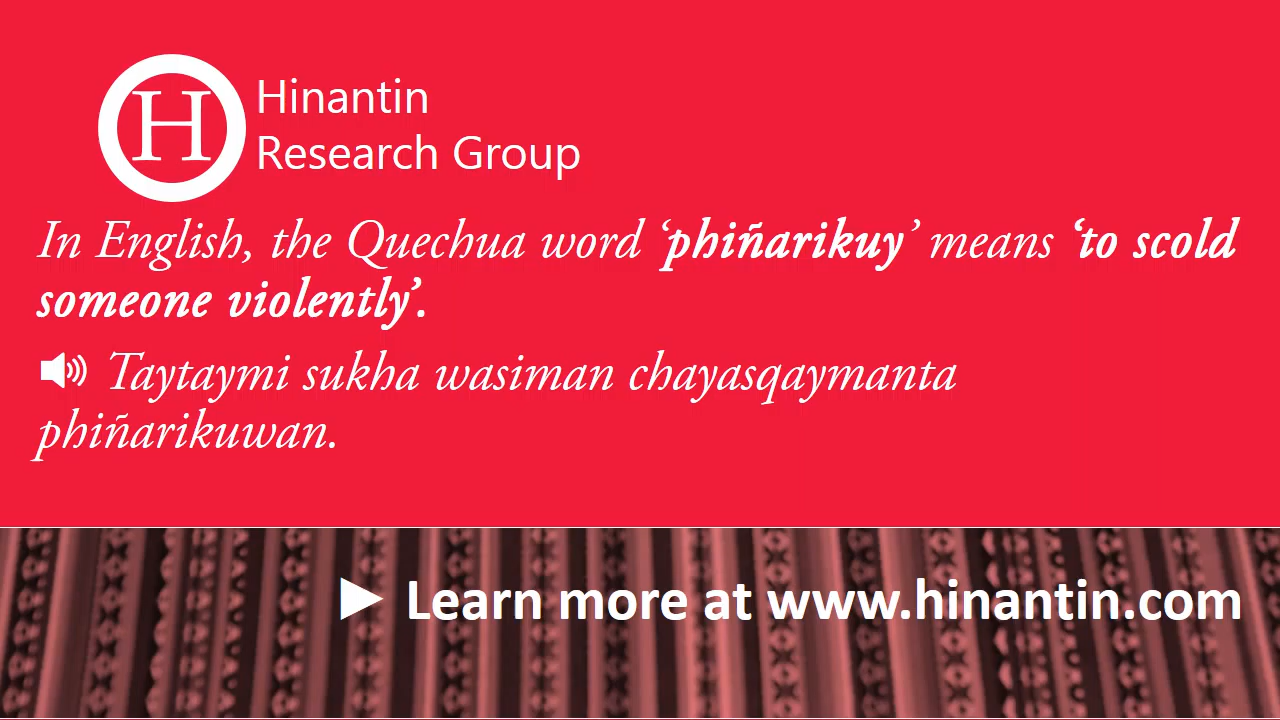 H
Hinantin
Research Group
In English, the Quechua word ‘phiñarikuy’ means ‘to scold
someone violently’.
Taytaymi sukha wasiman chayasqaymanta
phiñarikuwan.
Learn more at www.hinantin.com